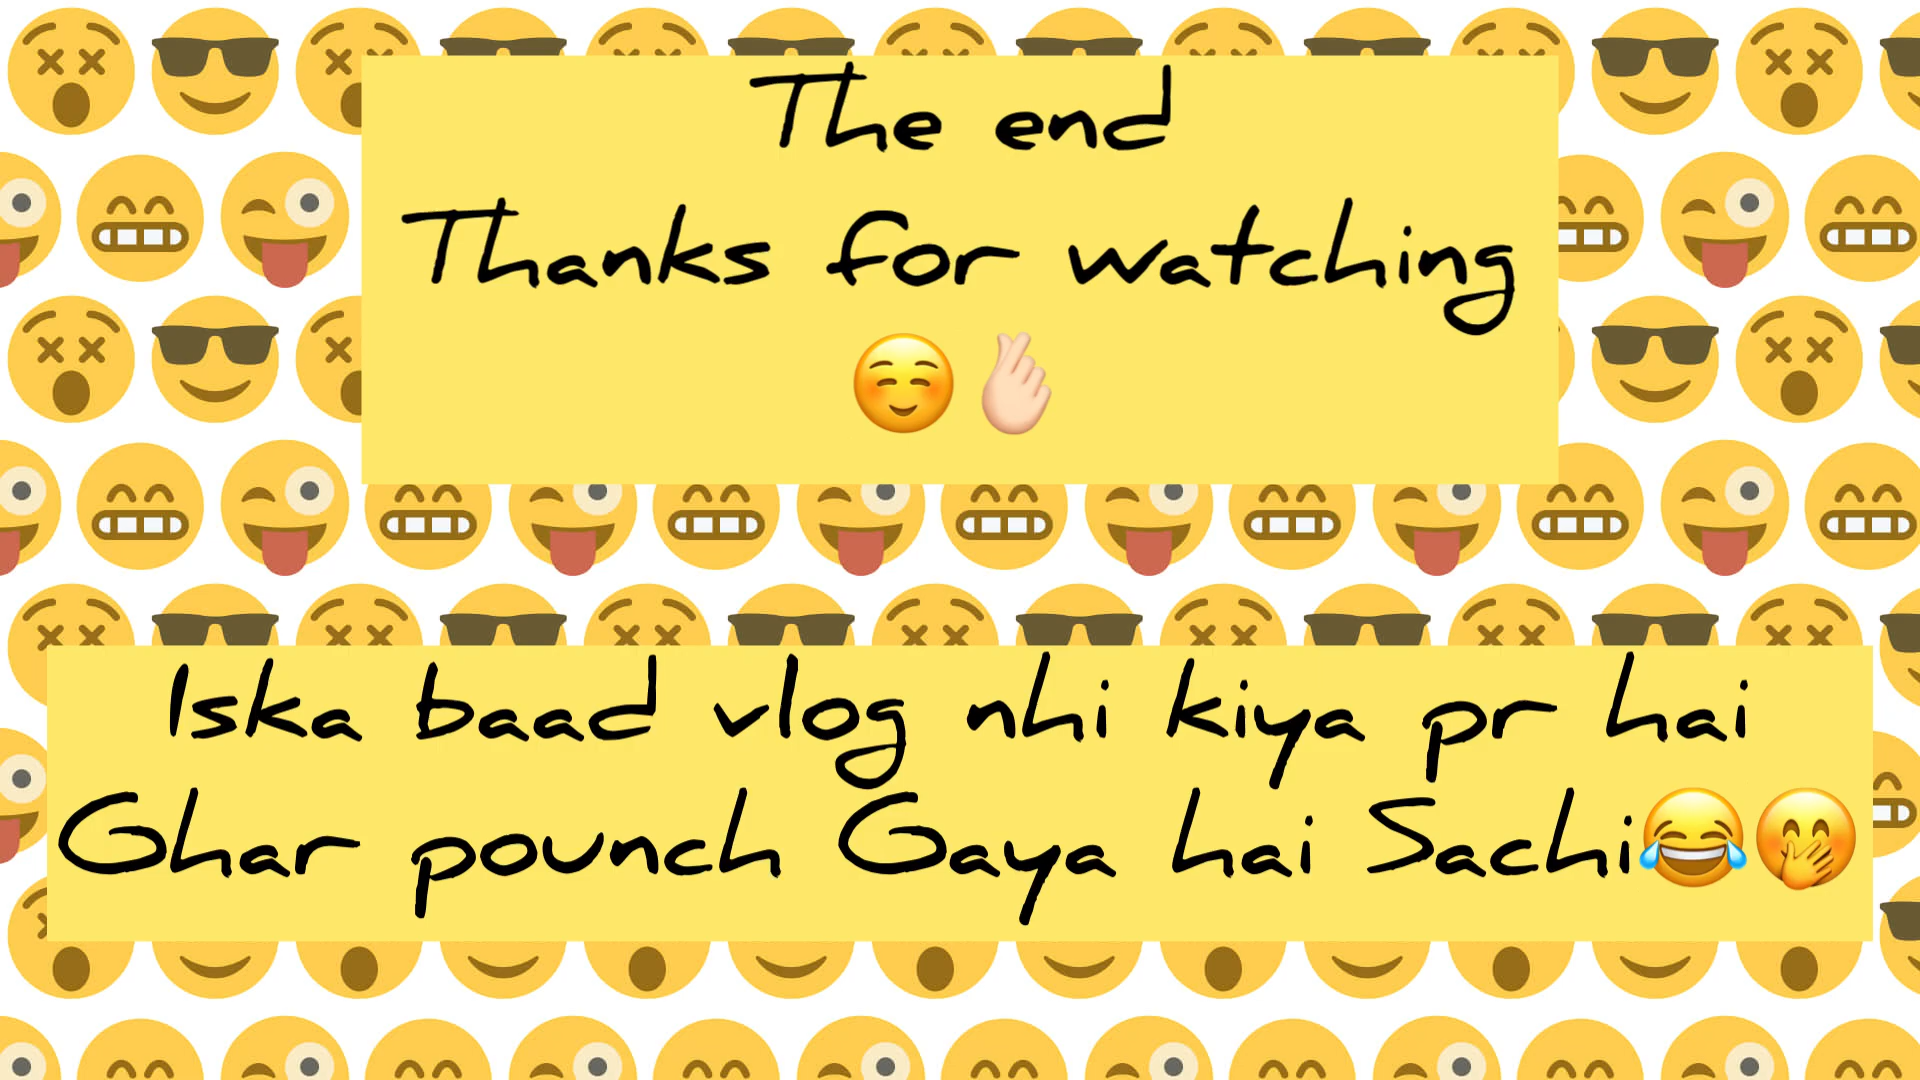 The end
Thanks for watching
☺️🫰🏻
Iska baad vlog nhi kiya pr hai
Ghar pounch Gaya hai Sachi😂🤭